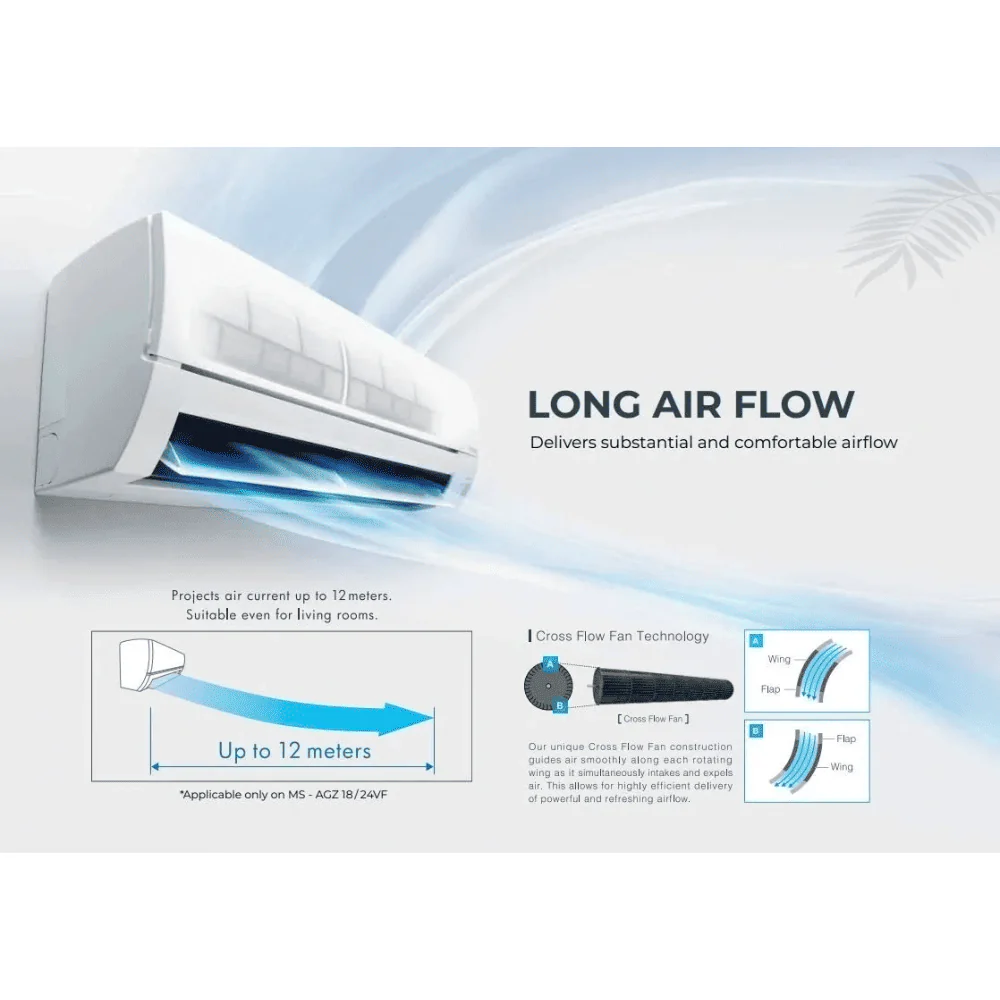 LONG AIR FLOW
Delivers substantial and comfortable airflow
Projects air current up to 12 meters.
Suitable even for living rooms.
Up to 12 meters
*Applicable only on MS - AGZ 18/24VF
Cross Flow Fan Technology
A
B
[ Cross Flow Fan ]
Our unique Cross Flow Fan construction
guides air smoothly along each rotating
wing as it simultaneously intakes and expels
air. This allows for highly efficient delivery
of powerful and refreshing airflow.
A
Wing
Flap
B
Flap
Wing